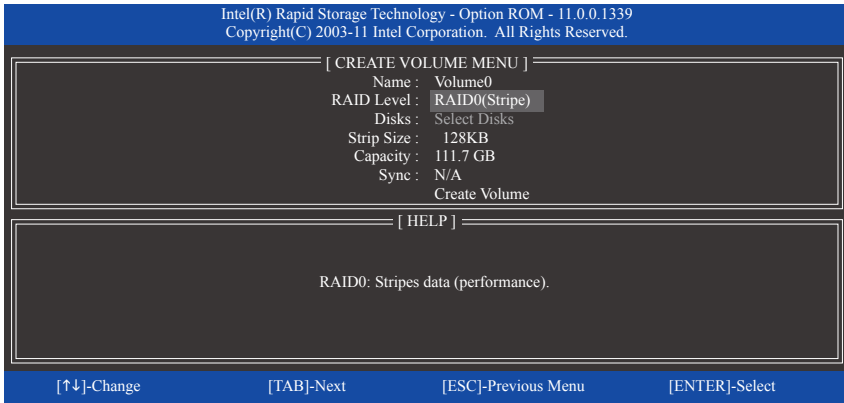 Intel(R) Rapid Storage Technology - Option ROM - 11.0.0.1339
Copyright(C) 2003-11 Intel Corporation.  All Rights Reserved.
[ CREATE VOLUME MENU ]
Name : Volume0
RAID Level : RAID0(Stripe)
Disks : Select Disks
Strip Size : 128KB
Capacity : 111.7 GB
Sync : N/A
Create Volume
[ HELP ]
RAID0: Stripes data (performance).
[↑↓]-Change [TAB]-Next [ESC]-Previous Menu [ENTER]-Select